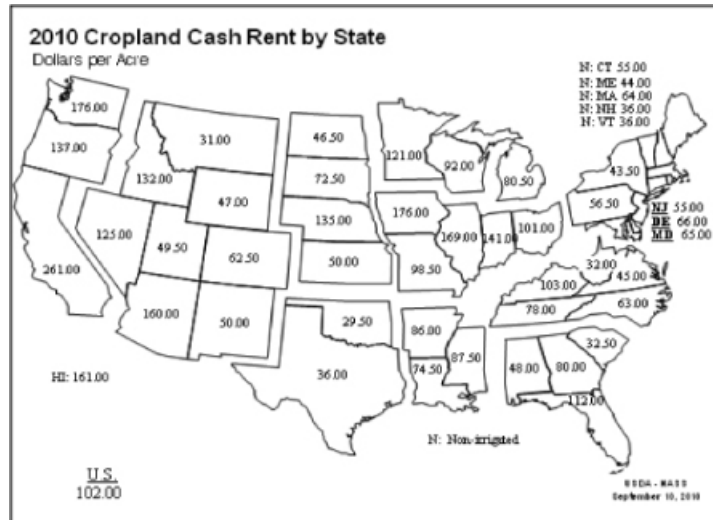 2010 Cropland Cash Rent by State
Dollars per Acre
N: CT 55.00
N: ME 44.00
N: MA 64.00
N: NH 36.00
N: VT 36.00
176.00
137.00
31.00
46.50
121.00
92.00
80.50
43.50
132.00
47.00
72.50
56.50
NJ 55.00
DE 66.00
MD 65.00
125.00
49.50
62.50
135.00
176.00
169.00
141.00
101.00
261.00
50.00
98.50
103.00
32.00
45.00
160.00
50.00
29.50
86.00
78.00
63.00
36.00
74.50
87.50
48.00
80.00
32.50
112.00
HI: 161.00
N: Non-irrigated
U.S.
102.00
USDA - NASS
September 10, 2010